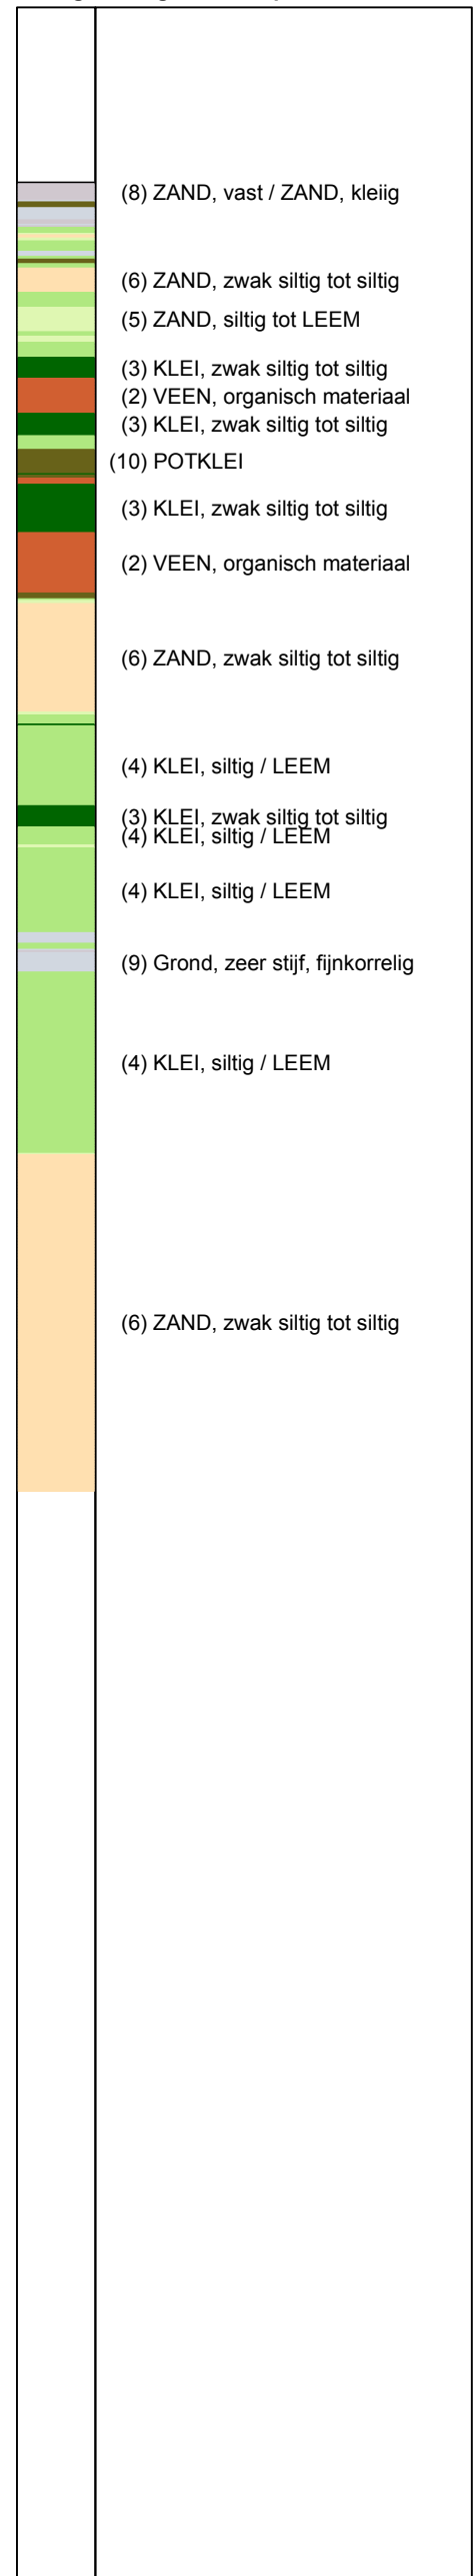 (8) ZAND, vast / ZAND, kleiig
(6) ZAND, zwak siltig tot siltig
(5) ZAND, siltig tot LEEM
(3) KLEI, zwak siltig tot siltig
(2) VEEN, organisch materiaal
(3) KLEI, zwak siltig tot siltig
(10) POTKLEI
(3) KLEI, zwak siltig tot siltig
(2) VEEN, organisch materiaal
(6) ZAND, zwak siltig tot siltig
(4) KLEI, siltig / LEEM
(3) KLEI, zwak siltig tot siltig
(4) KLEI, siltig / LEEM
(4) KLEI, siltig / LEEM
(9) Grond, zeer stijf, fijnkorrelig
(4) KLEI, siltig / LEEM
(6) ZAND, zwak siltig tot siltig